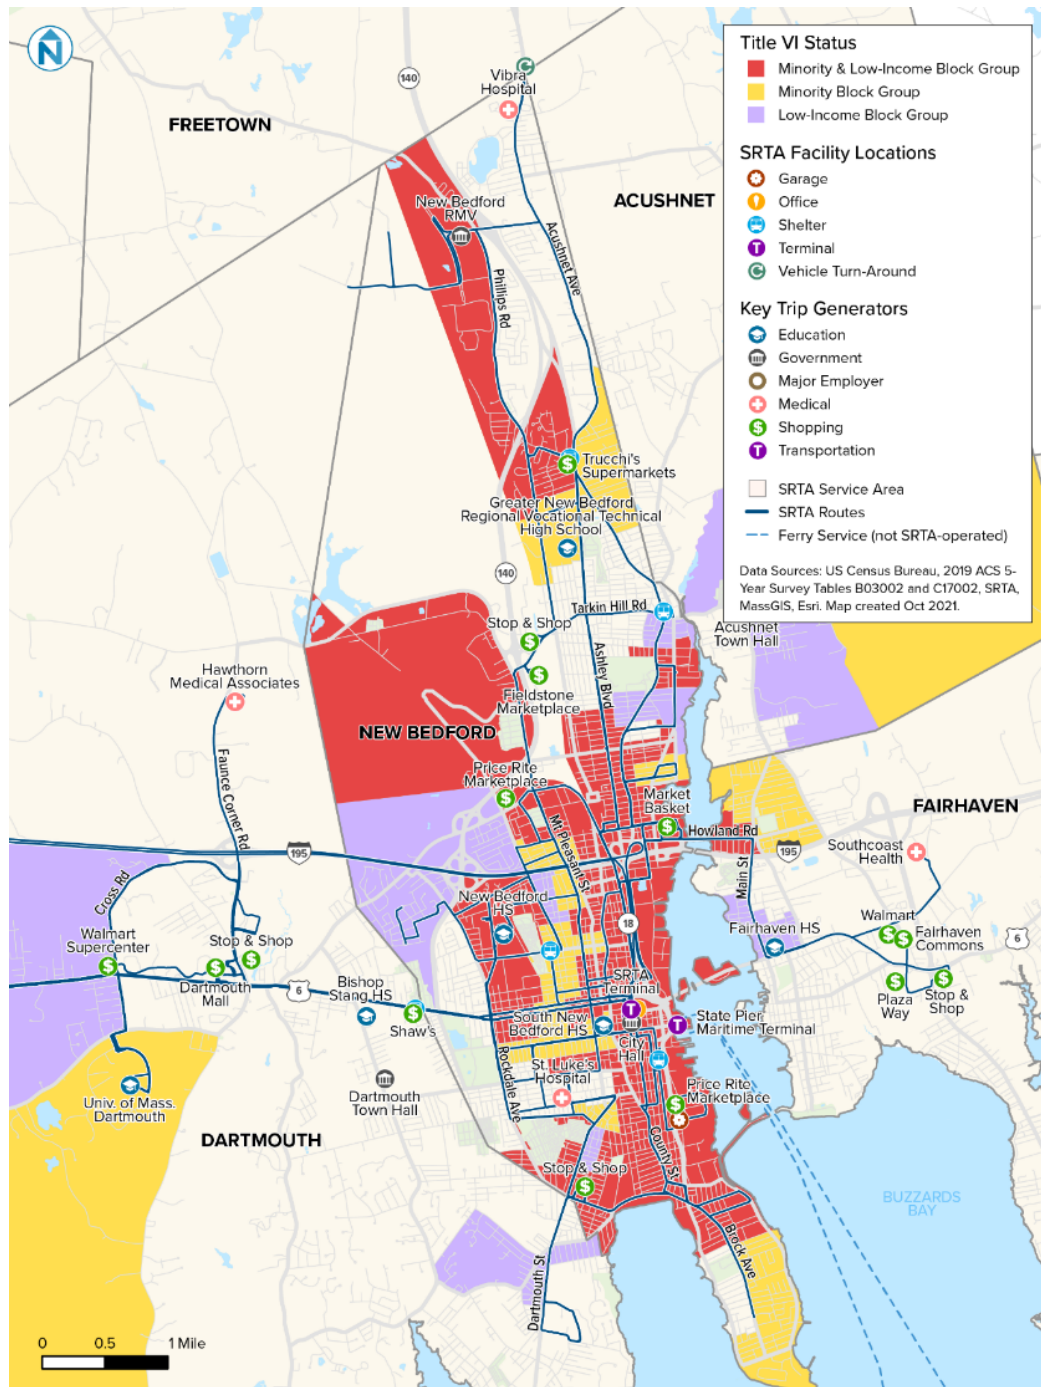 N
Title VI Status
Minority & Low-Income Block Group
Minority Block Group
Low-Income Block Group
SRTA Facility Locations
Garage
Office
Shelter
T
Terminal
Vehicle Turn-Around
Key Trip Generators
Education
Government
Major Employer
Medical
$
Shopping
T
Transportation
SRTA Service Area
SRTA Routes
Ferry Service (not SRTA-operated)
Data Sources: US Census Bureau, 2019 ACS 5-
Year Survey Tables B03002 and C17002, SRTA,
MassGIS, Esri. Map created Oct 2021.
140
Vibra
Hospital
FREETOWN
ACUSHNET
New Bedford
RMV
Acushnet Ave
Phillips Rd
Trucchi's
Supermarkets
Greater New Bedford
Regional Vocational Technical
High School
140
Tarkin Hill Rd
Stop & Shop
Acushnet
Town Hall
Ashley Blvd
Hawthorn
Medical Associates
Fieldstone
Marketplace
NEW BEDFORD
Price Rite
Marketplace
Faunce Corner Rd
Market
Basket
FAIRHAVEN
Mt Pleasant St
Howland Rd
195
195
Main St
Southcoast
Health
Cross Rd
New Bedford
HS
18
Walmart
Fairhaven HS
Fairhaven
Commons
6
Walmart
Supercenter
Stop & Shop
Dartmouth
Mall
6
Bishop
Stang HS
Shaw's
SRTA
Terminal
Plaza
Way
Stop &
Shop
South New
Bedford HS
City
Hall
State Pier
Maritime Terminal
Rockdale Ave
St. Luke's
Hospital
Price Rite
Marketplace
Univ. of Mass.
Dartmouth
Dartmouth
Town Hall
DARTMOUTH
County St
Stop & Shop
BUZZARDS
BAY
Brock Ave
Dartmouth St
0 0.5 1 Mile